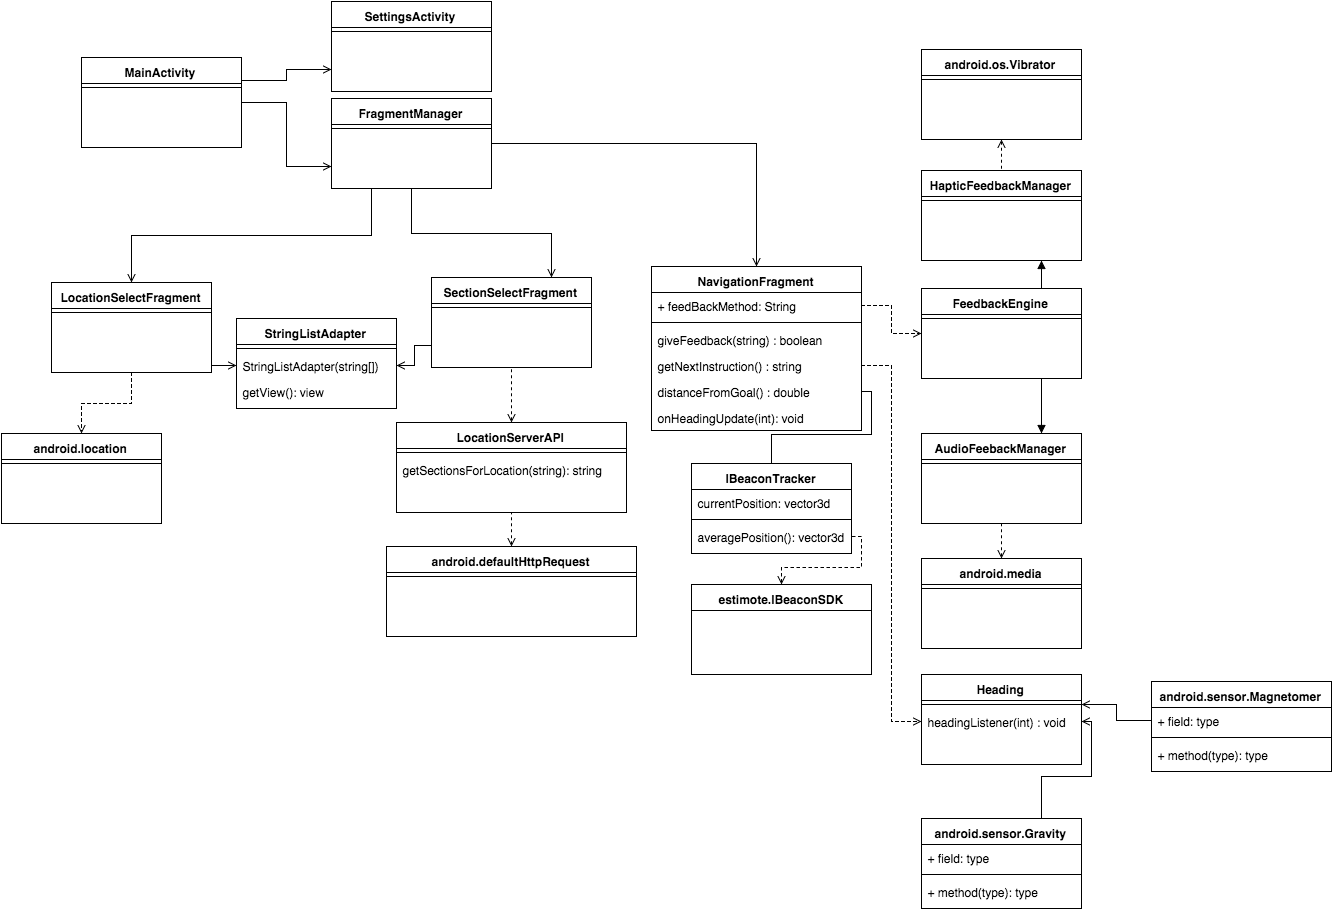 SettingsActivity
MainActivity
FragmentManager
android.os.Vibrator
HapticFeedbackManager
LocationSelectFragment
SectionSelectFragment
StringListAdapter
StringListAdapter(string[])
getView(): view
NavigationFragment
+ feedBackMethod: String
giveFeedback(string) : boolean
getNextInstruction() : string
distanceFromGoal() : double
onHeadingUpdate(int): void
FeedbackEngine
android.location
LocationServerAPI
getSectionsForLocation(string): string
android.defaultHttpRequest
IBeaconTracker
currentPosition: vector3d
averagePosition(): vector3d
estimote.IBeaconSDK
AudioFeebackManager
android.media
Heading
headingListener(int) : void
android.sensor.Magnetomer
+ field: type
+ method(type): type
android.sensor.Gravity
+ field: type
+ method(type): type